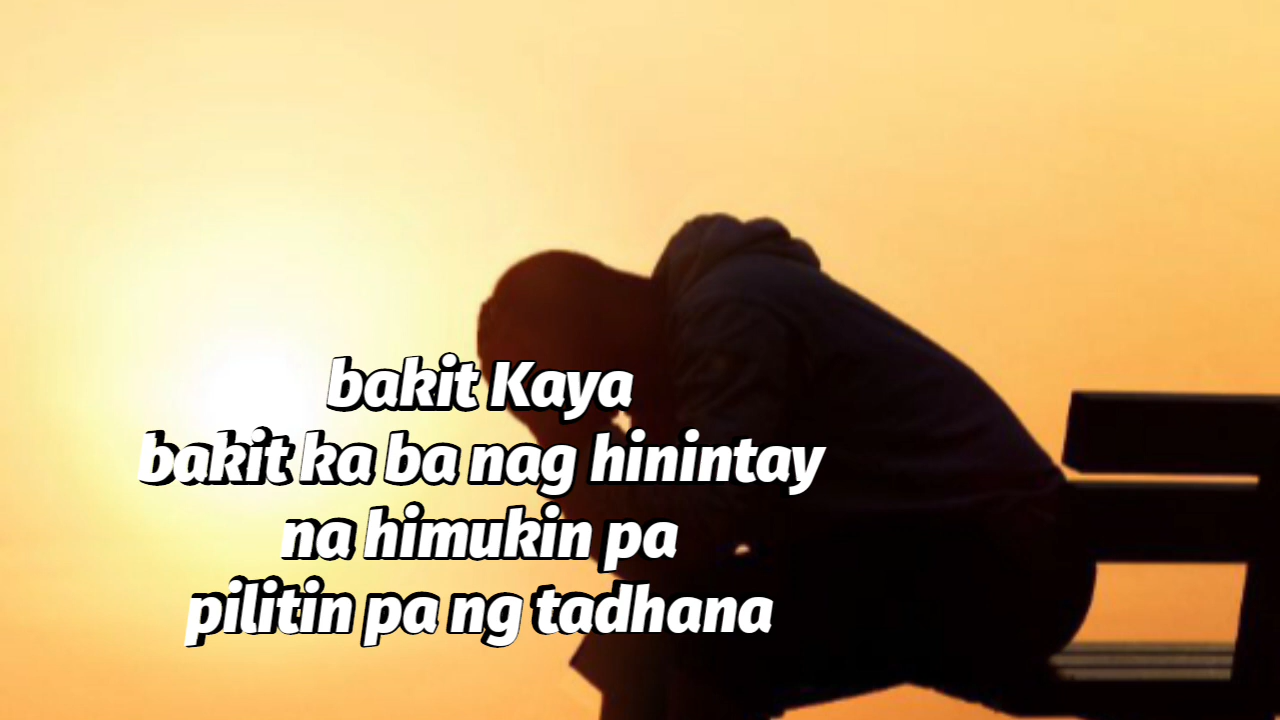 bakit Kaya
bakit ka ba nag hinintay
na himukin pa
pilitin pa ng tadhana